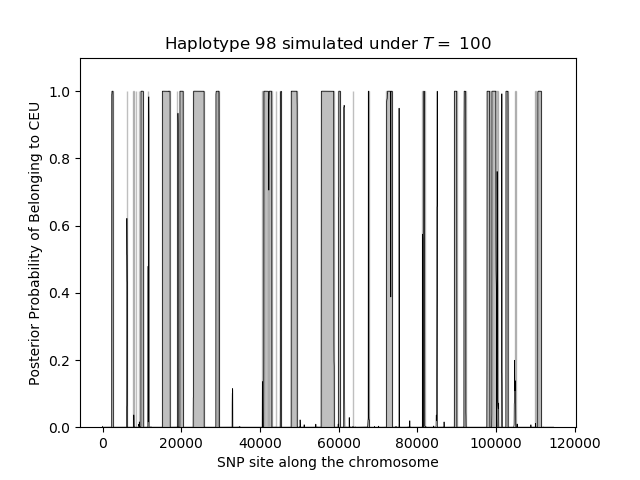 Haplotype 98 simulated under T = 100
Posterior Probability of Belonging to CEU
1.0
0.8
0.6
0.4
0.2
0.0
0 20000 40000 60000 80000 100000 120000
SNP site along the chromosome